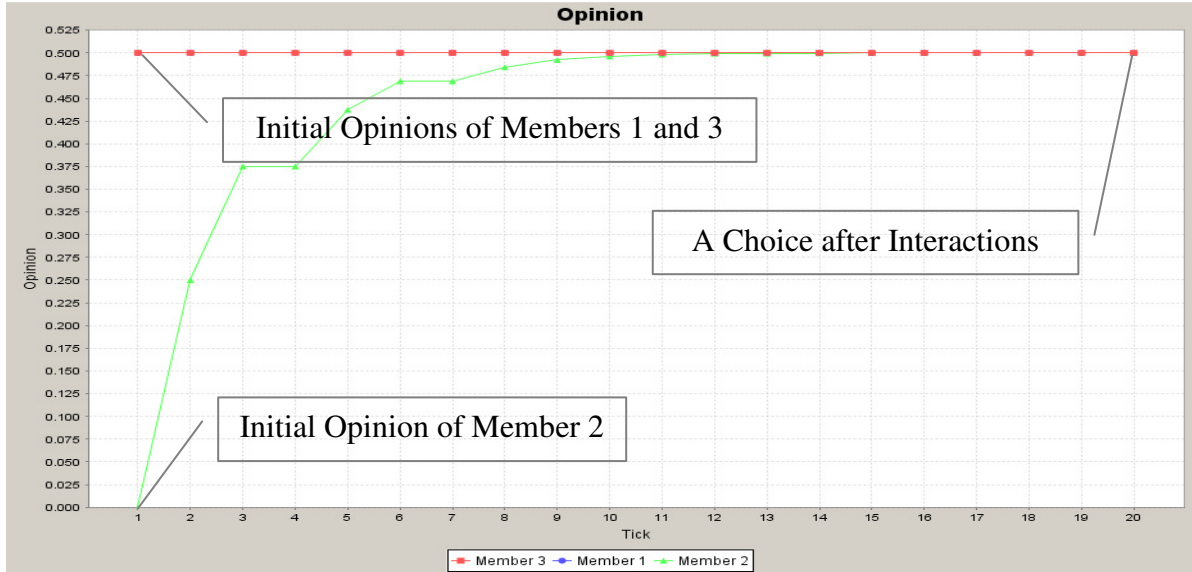 Opinion
0.525
0.500
0.475
0.450
0.425
0.400
0.375
0.350
0.325
0.300
0.275
0.250
0.225
0.200
0.175
0.150
0.125
0.100
0.075
0.050
0.025
0.000
Opinion
Initial Opinions of Members 1 and 3
A Choice after Interactions
Initial Opinion of Member 2
1 2 3 4 5 6 7 8 9 10 11 12 13 14 15 16 17 18 19 20
Tick
Member 3 Member 1 Member 2